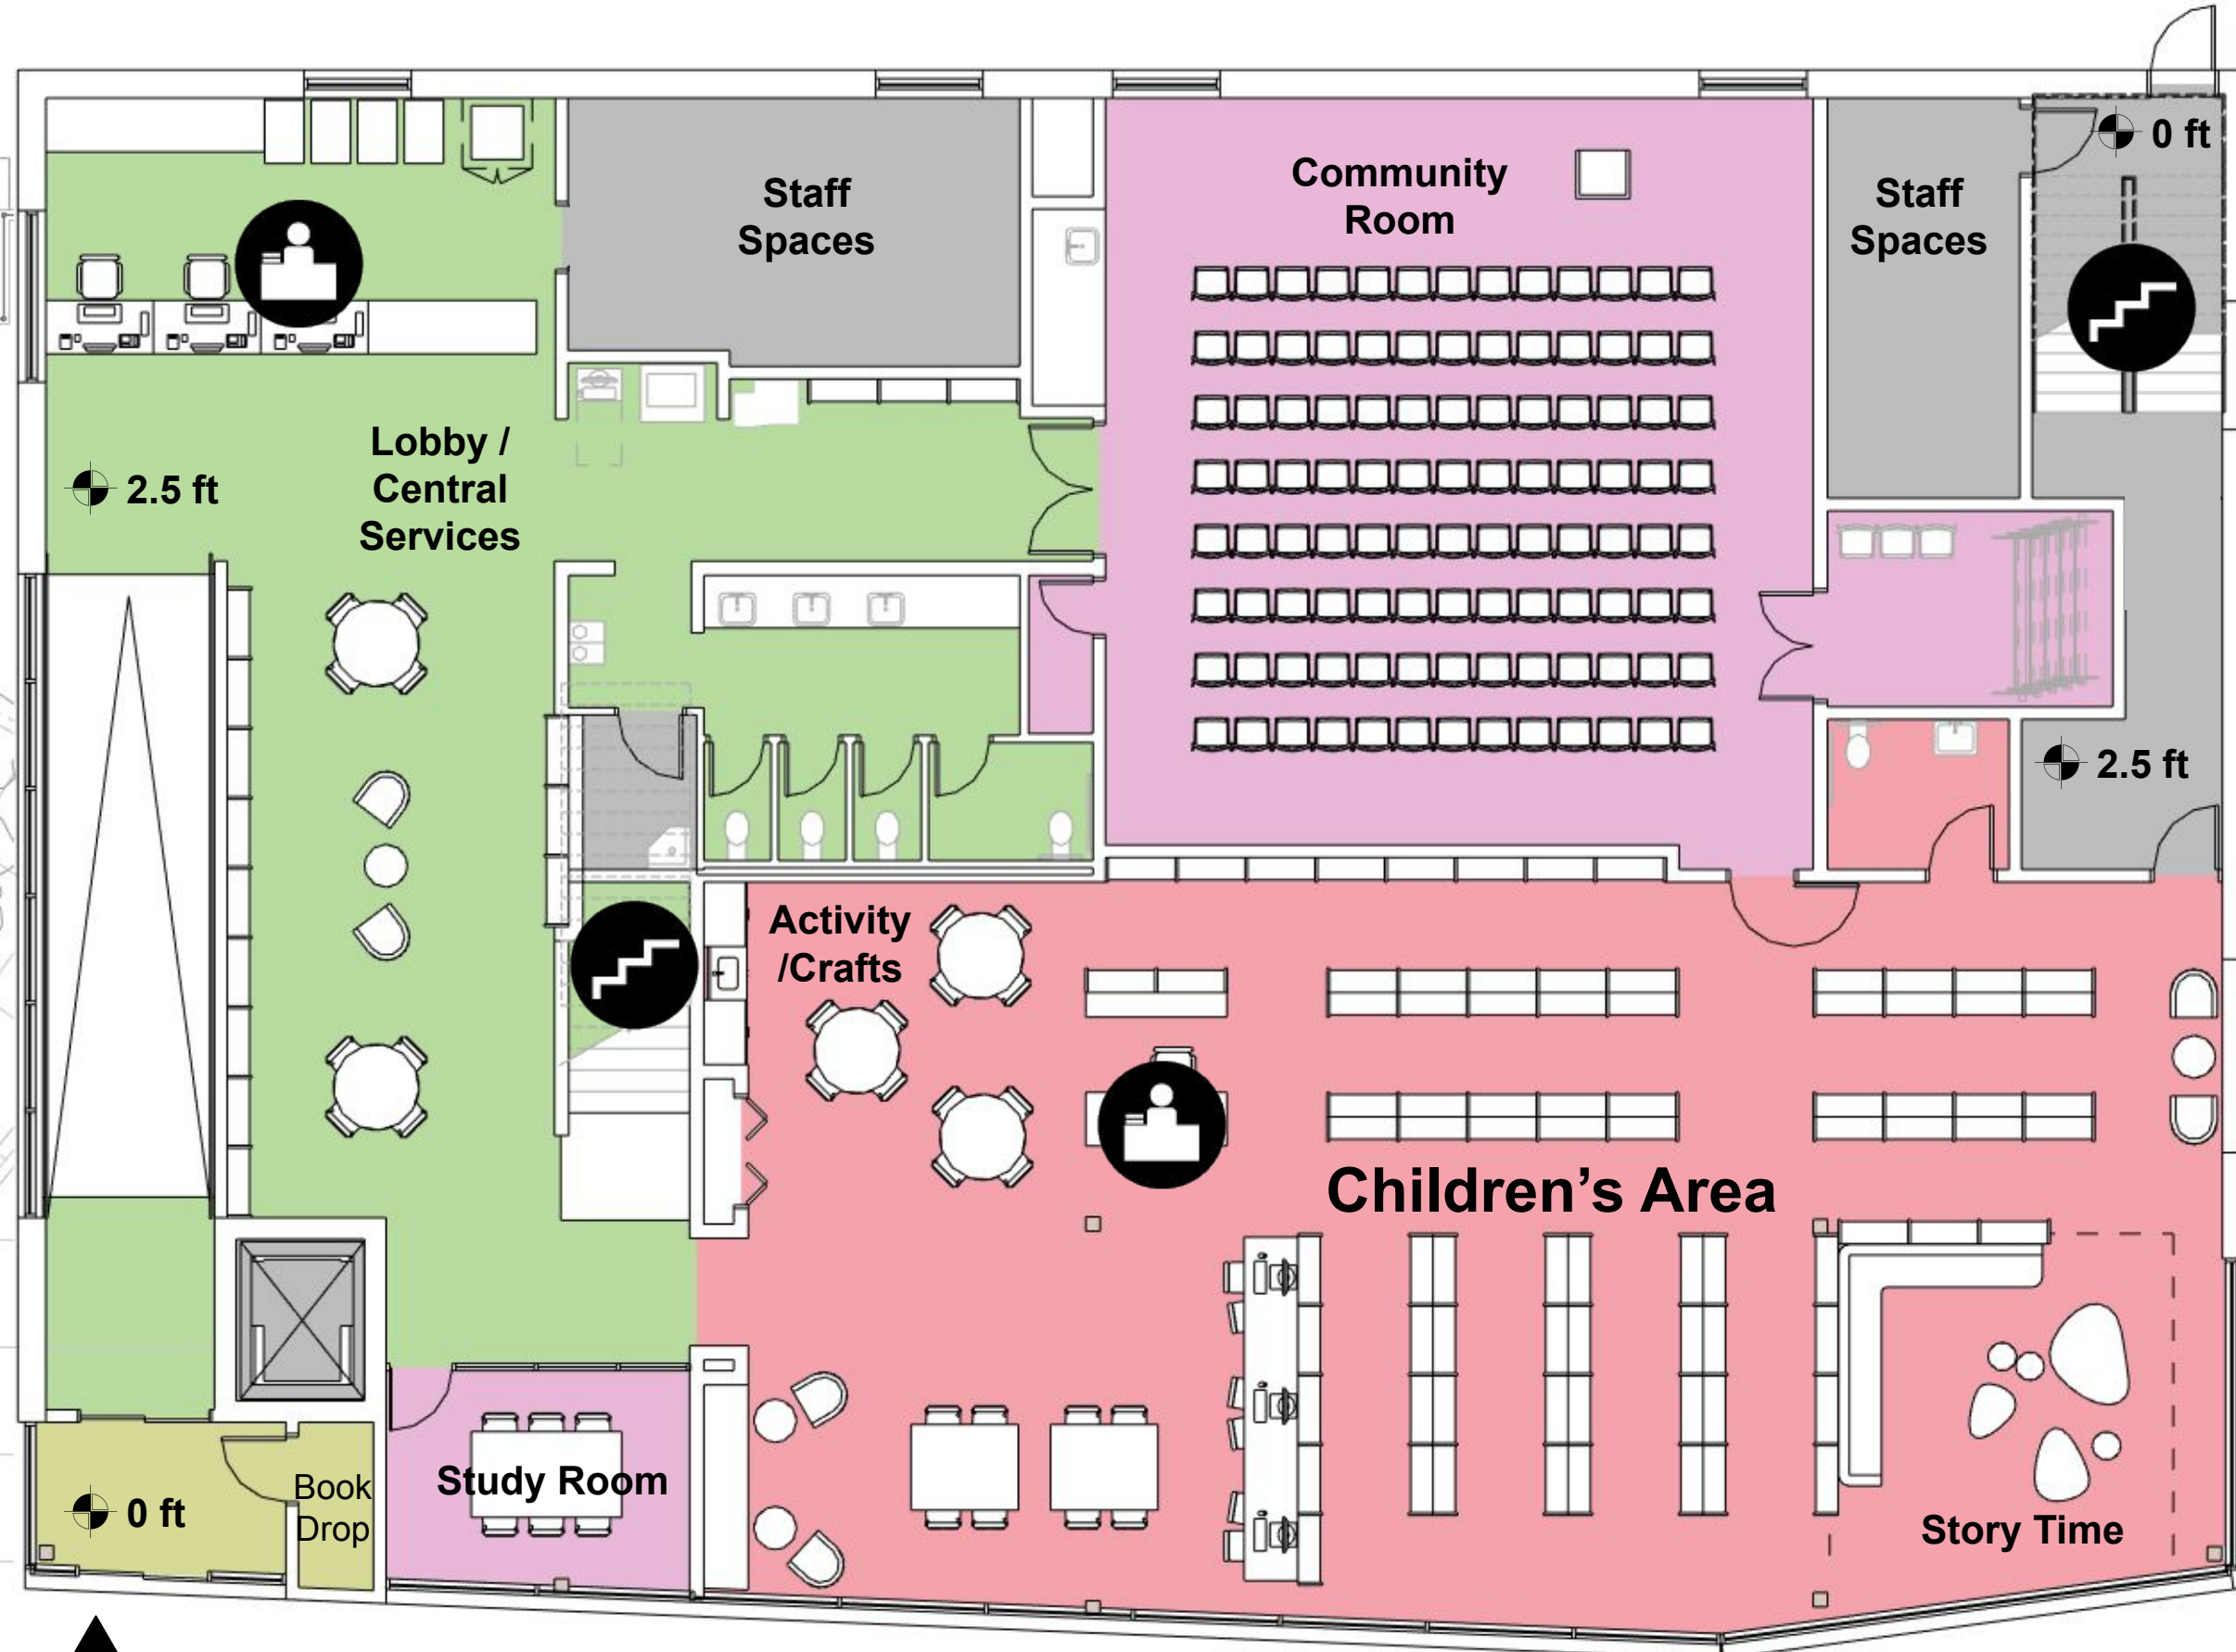 0 ft
Community
Room
Staff
Spaces
Staff
Spaces
Lobby /
Central
Services
2.5 ft
2.5 ft
Activity
/Crafts
Children's Area
Study Room
Book
Drop
0 ft
Story Time